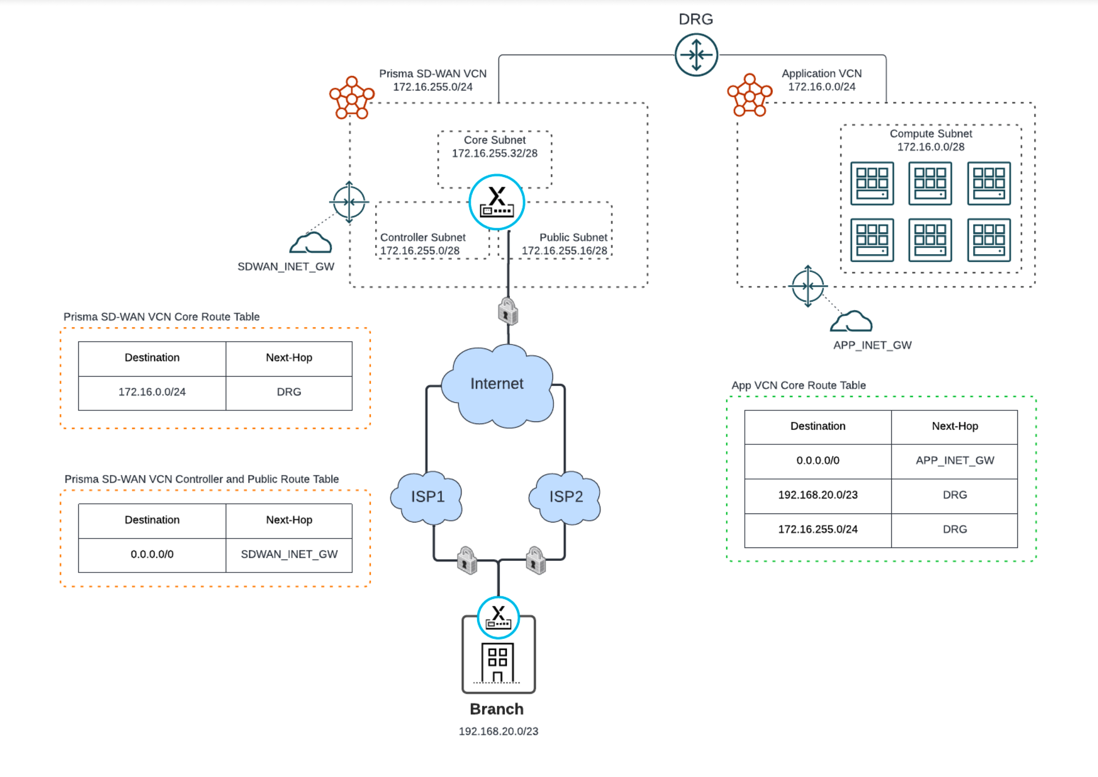 DRG
Prisma SD-WAN VCN
172.16.255.0/24
Application VCN
172.16.0.0/24
Core Subnet
172.16.255.32/28
Compute Subnet
172.16.0.0/28
X
Controller Subnet
172.16.255.0/28
Public Subnet
172.16.255.16/28
SDWAN_INET_GW
APP_INET_GW
Prisma SD-WAN VCN Core Route Table
Destination Next-Hop
172.16.0.0/24 DRG
Internet
App VCN Core Route Table
Destination Next-Hop
0.0.0.0/0 APP_INET_GW
192.168.20.0/23 DRG
172.16.255.0/24 DRG
Prisma SD-WAN VCN Controller and Public Route Table
Destination Next-Hop
0.0.0.0/0 SDWAN_INET_GW
ISP1
ISP2
X
Branch
192.168.20.0/23